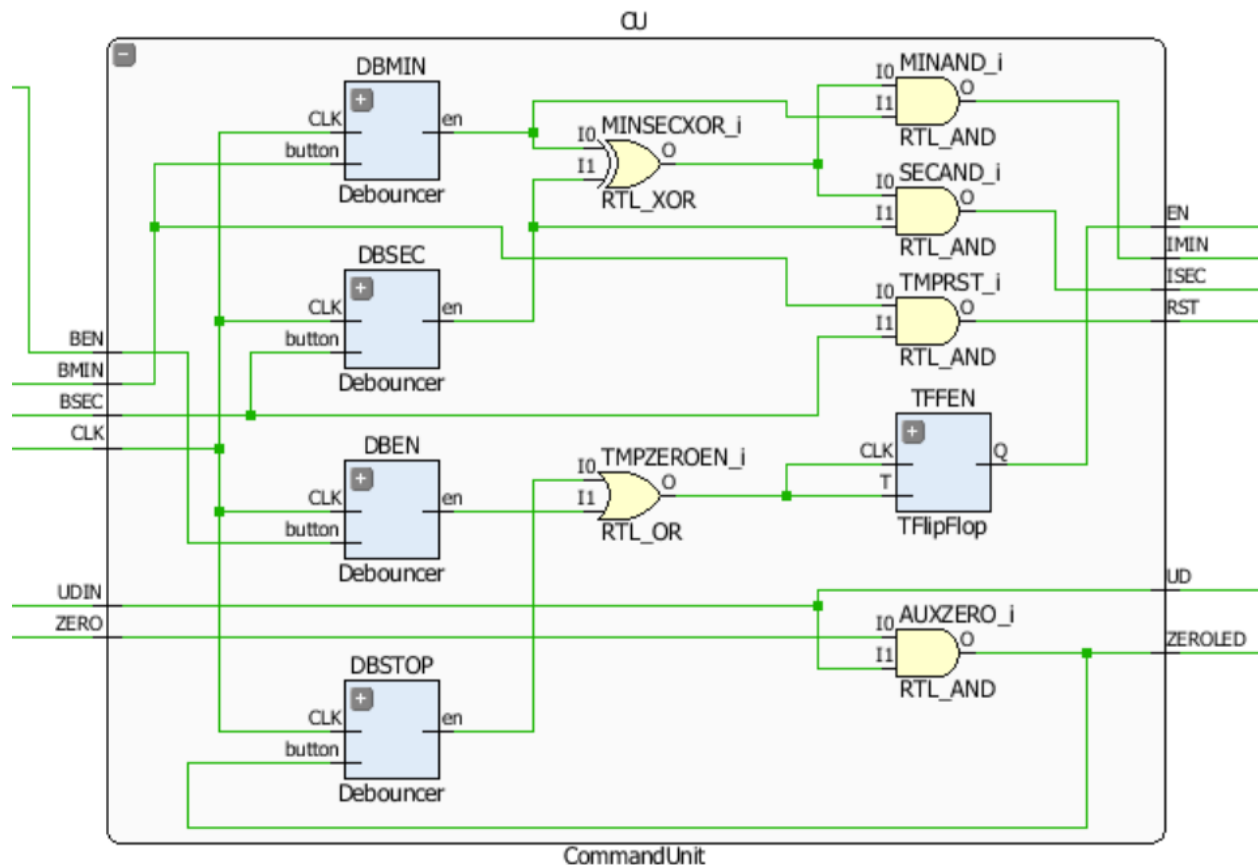 CU
DBMIN
CLK
button
en
Debouncer
MINSECXOR_i
I0
I1
O
RTL_XOR
MINAND_i
I0
I1
O
RTL_AND
SECAND_i
I0
I1
O
RTL_AND
DBSEC
CLK
button
en
Debouncer
TMPRST_i
I0
I1
O
RTL_AND
EN
IMIN
ISEC
RST
BEN
BMIN
BSEC
CLK
DBEN
CLK
button
en
Debouncer
TMPZEROEN_i
I0
I1
O
RTL_OR
TFFEN
CLK
T
Q
TFlipFlop
UDIN
ZERO
UD
ZEROLED
AUXZERO_i
I0
I1
O
RTL_AND
DBSTOP
CLK
button
en
Debouncer
CommandUnit